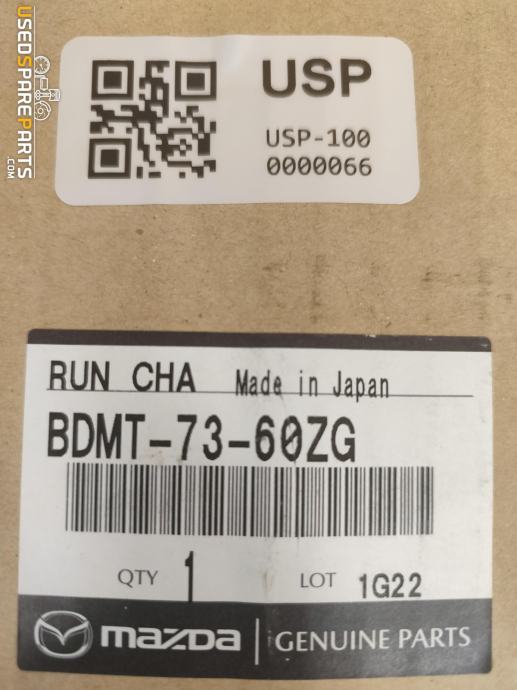 USEDSPAREPARTS.COM
USP
USP-100
0000066
RUN CHA Made in Japan
BDMT-73-60ZG
QTY 1 LOT 1G22
mazda | GENUINE PARTS